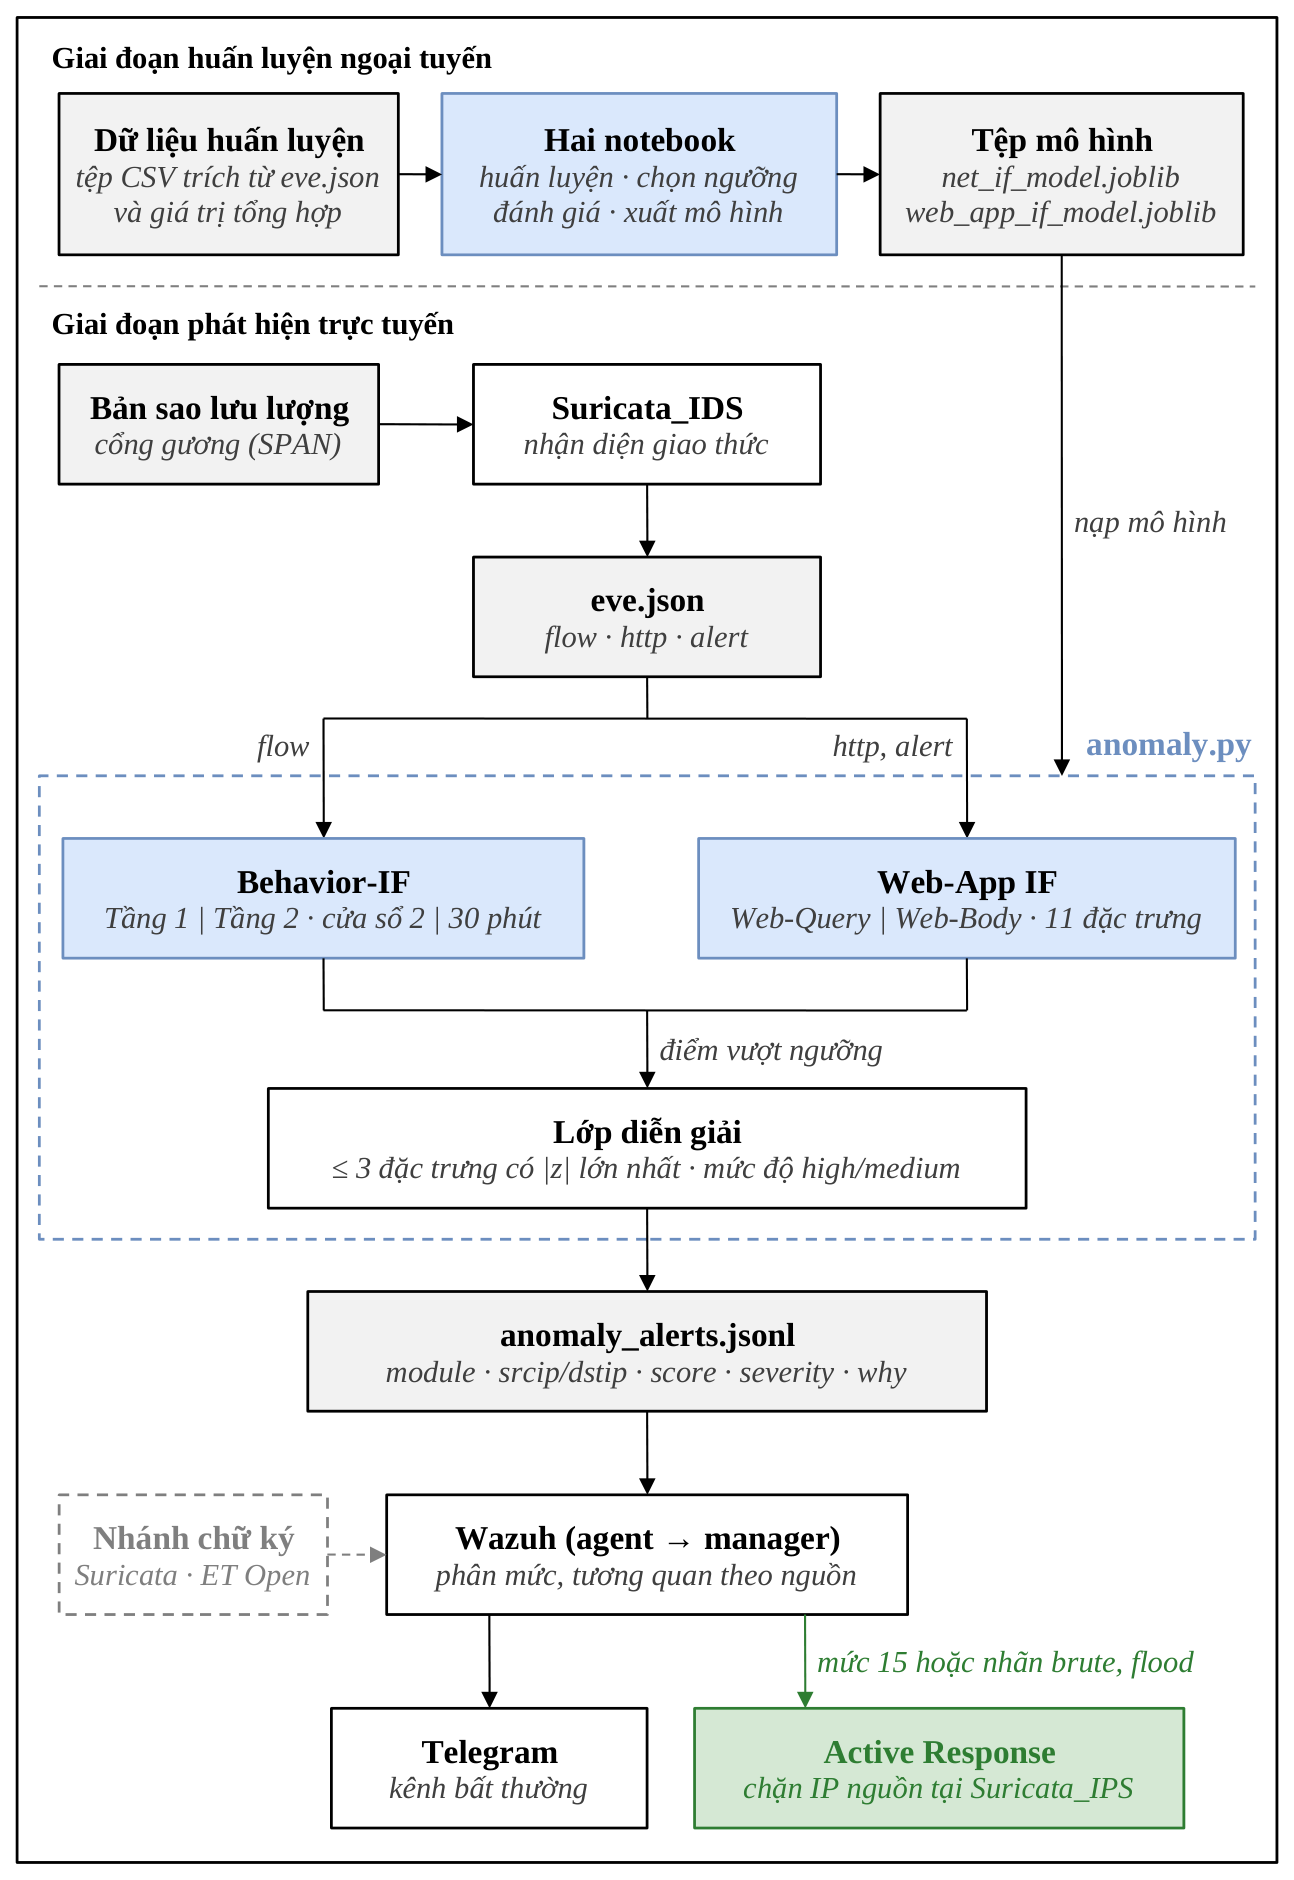 Giai đoạn huấn luyện ngoại tuyến
Dữ liệu huấn luyện
tệp CSV trích từ eve.json
và giá trị tổng hợp
Hai notebook
huấn luyện · chọn ngưỡng
đánh giá · xuất mô hình
Tệp mô hình
net_if_model.joblib
web_app_if_model.joblib
Giai đoạn phát hiện trực tuyến
Bản sao lưu lượng
cổng gương (SPAN)
Suricata_IDS
nhận diện giao thức
nạp mô hình
eve.json
flow · http · alert
flow
http, alert
anomaly.py
Behavior-IF
Tầng 1 | Tầng 2 · cửa sổ 2 | 30 phút
Web-App IF
Web-Query | Web-Body · 11 đặc trưng
điểm vượt ngưỡng
Lớp diễn giải
≤ 3 đặc trưng có |z| lớn nhất · mức độ high/medium
anomaly_alerts.jsonl
module · srcip/dstip · score · severity · why
Nhánh chữ ký
Suricata · ET Open
Wazuh (agent → manager)
phân mức, tương quan theo nguồn
mức 15 hoặc nhãn brute, flood
Telegram
kênh bất thường
Active Response
chặn IP nguồn tại Suricata_IPS